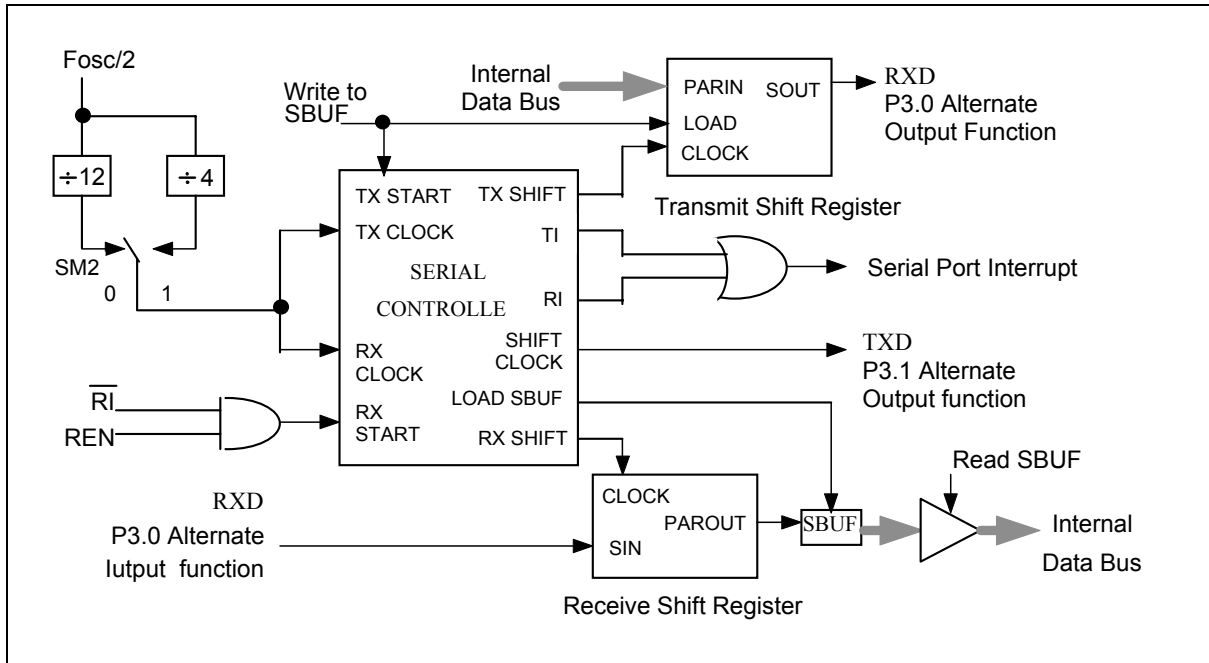 Fosc/2
÷12
÷4
SM2
0
1
Write to
SBUF
Internal
Data Bus
PARIN
SOUT
LOAD
CLOCK
RXD
P3.0 Alternate
Output Function
Transmit Shift Register
TX START
TX SHIFT
TX CLOCK
TI
SERIAL
CONTROLLE
RI
RX
CLOCK
SHIFT
CLOCK
LOAD SBUF
RX
START
RX SHIFT
Serial Port Interrupt
TXD
P3.1 Alternate
Output function
RI
REN
RXD
P3.0 Alternate
Iutput function
CLOCK
PAROUT
SIN
Receive Shift Register
SBUF
Read SBUF
Internal
Data Bus